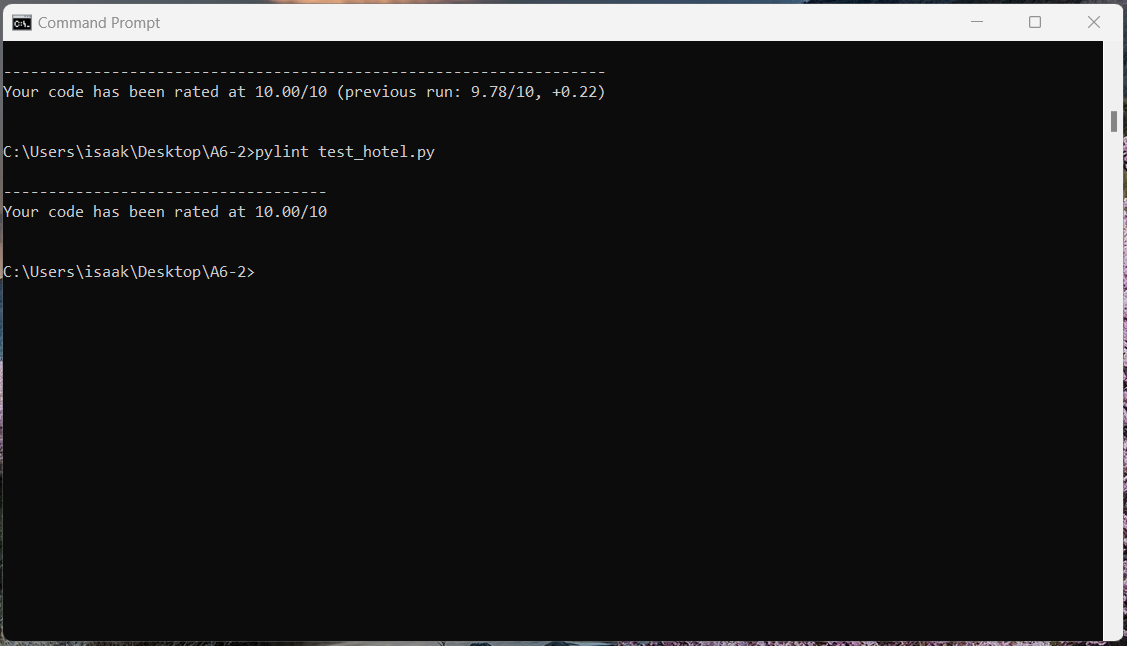 Command Prompt
-------------------------------------------------------------------
Your code has been rated at 10.00/10 (previous run: 9.78/10, +0.22)
C:\Users\isaak\Desktop\A6-2>pylint test_hotel.py
------------------------------------
Your code has been rated at 10.00/10
C:\Users\isaak\Desktop\A6-2>